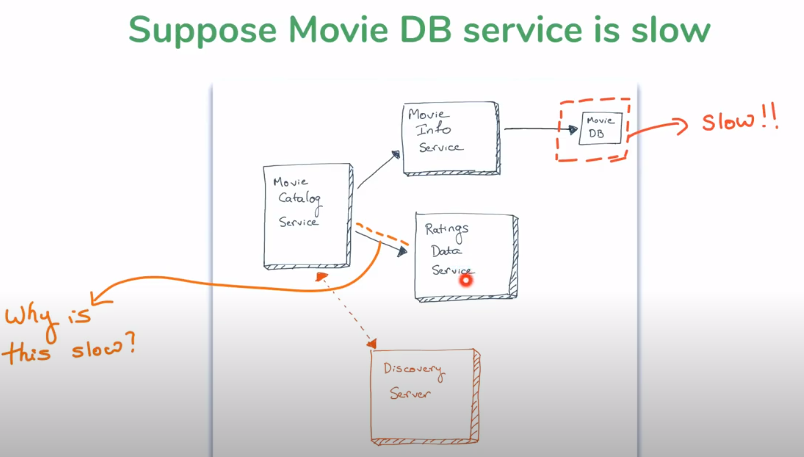 Suppose Movie DB service is slow
Movie
Info
Service
Movie
DB
Slow!!
Movie
Catalog
Service
Ratings
Data
Service
Why is
this slow?
Discovery
Server